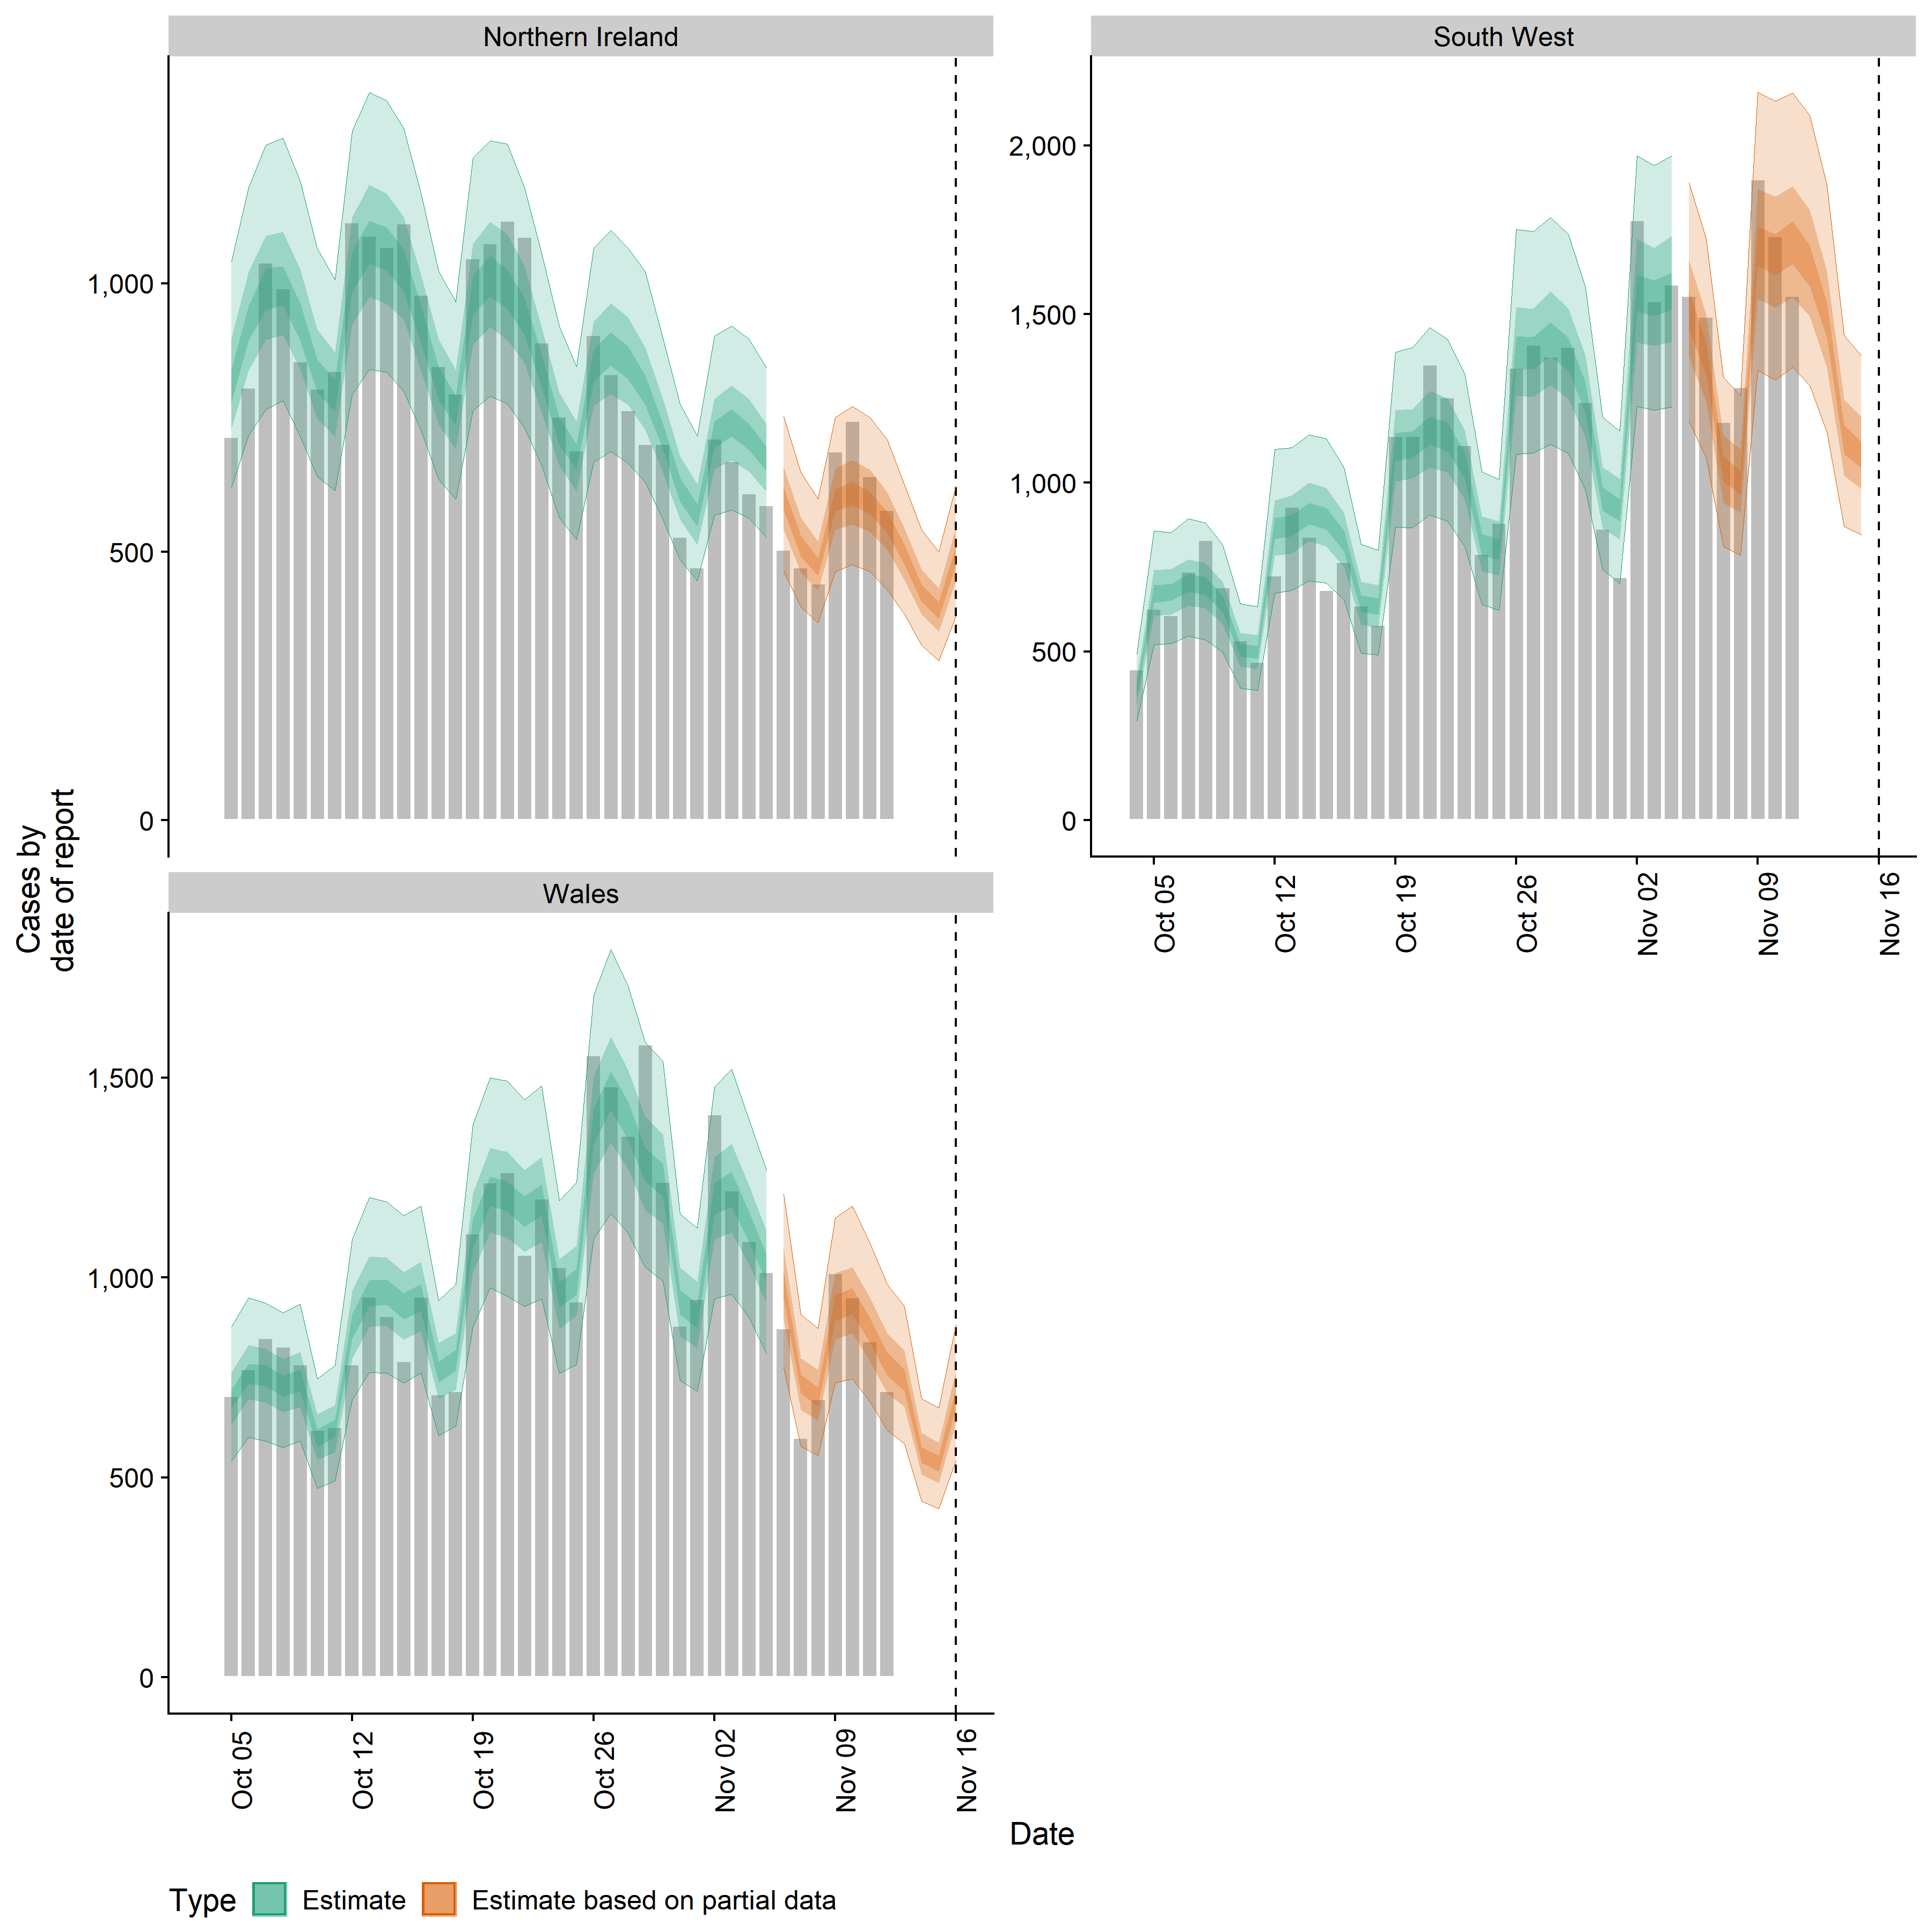 Northern Ireland
1,000
500
0
South West
2,000
1,500
1,000
500
0
Oct 05
Oct 12
Oct 19
Oct 26
Nov 02
Nov 09
Nov 16
Cases by
date of report
Wales
1,500
1,000
500
0
Oct 05
Oct 12
Oct 19
Oct 26
Nov 02
Nov 09
Nov 16
Date
Type Estimate Estimate based on partial data